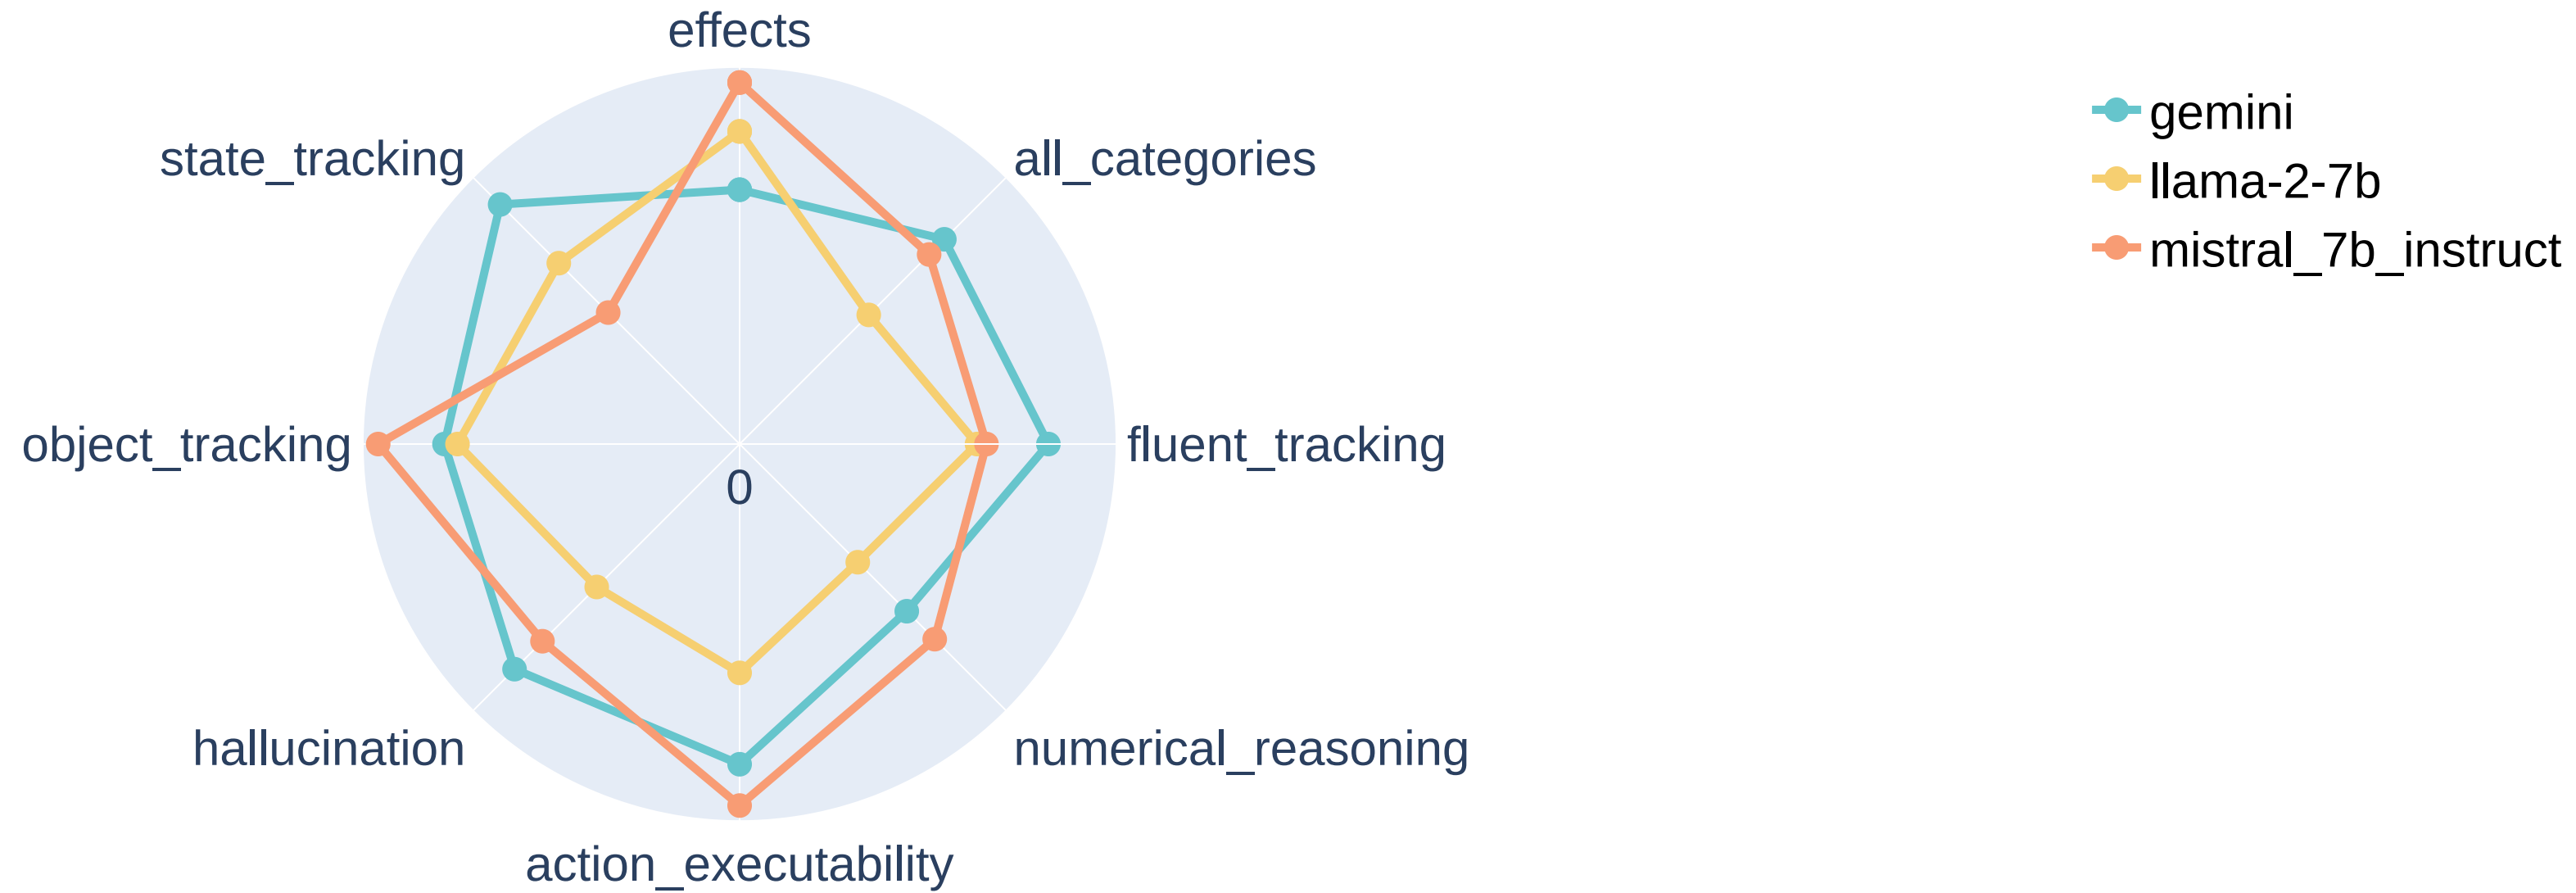 effects
state_tracking
all_categories
object_tracking
fluent_tracking
0
hallucination
numerical_reasoning
action_executability
gemini
llama-2-7b
mistral_7b_instruct